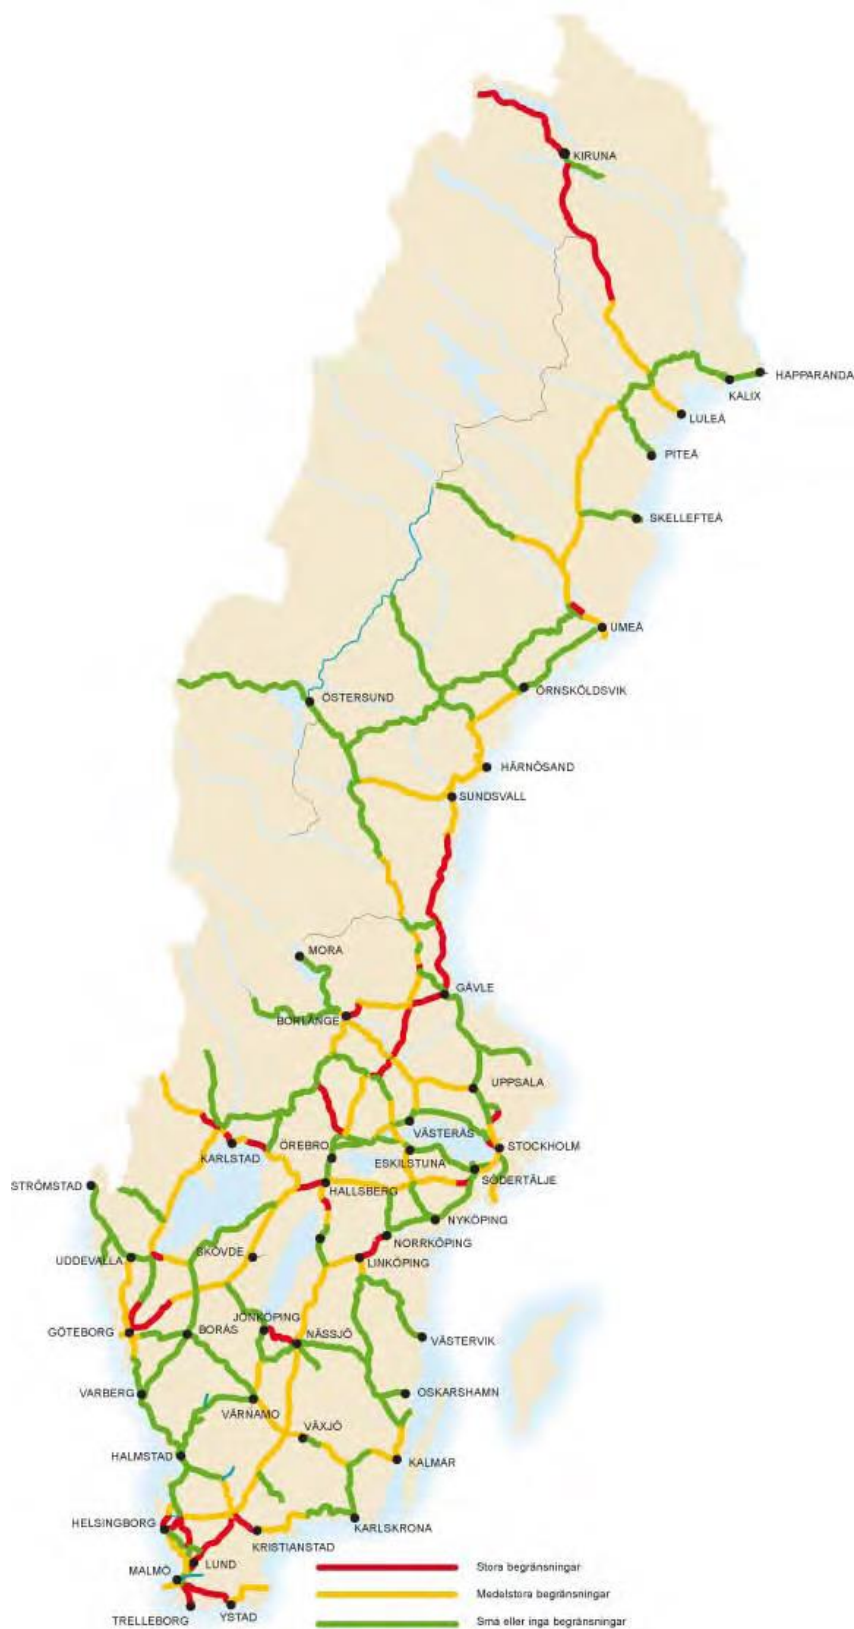 KIRUNA
HAPPARANDA
KALIX
LULEÅ
PITEÅ
SKELLEFTEÅ
UMEÅ
ÖRNSKÖLDSVIK
ÖSTERSUND
HÄRNÖSAND
SUNDSVALL
MORA
GÄVLE
BORLÄNGE
UPPSALA
VÄSTERÅS
KARLSTAD
ÖREBRO
STOCKHOLM
ESKILSTUNA
SÖDERTÄLJE
STRÖMSTAD
HALLSBERG
NYKÖPING
NORRKÖPING
SKÖVDE
UDDEVALLA
LINKÖPING
JÖNKÖPING
GÖTEBORG
BORÅS
NÄSSJÖ
VÄSTERVIK
VARBERG
OSKARSHAMN
VÄRNAMO
VÄXJÖ
HALMSTAD
KALMAR
HELSINGBORG
KARLSKRONA
KRISTIANSTAD
LUND
MALMÖ
TRELLEBORG
YSTAD
Stora begränsningar
Medelstora begränsningar
Små eller inga begränsningar